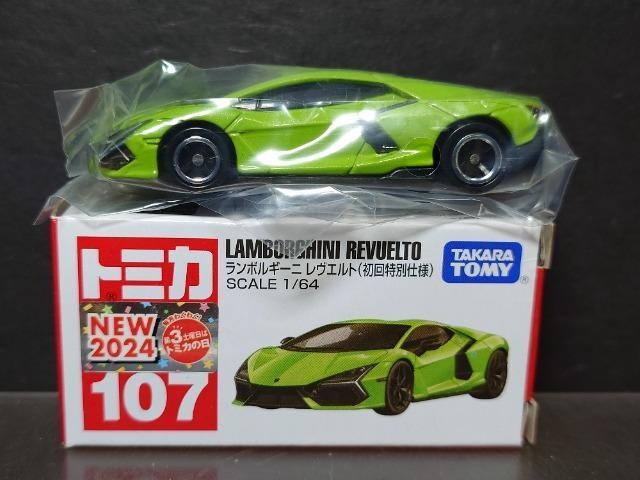 LAMBORGHINI REVUELTO
ランボルギーニ レヴエルト(初回特別仕様)
SCALE 1/64
トミカ
®
TAKARA
TOMY
®
NEW
2024
第3土曜日は
トミカの日
107